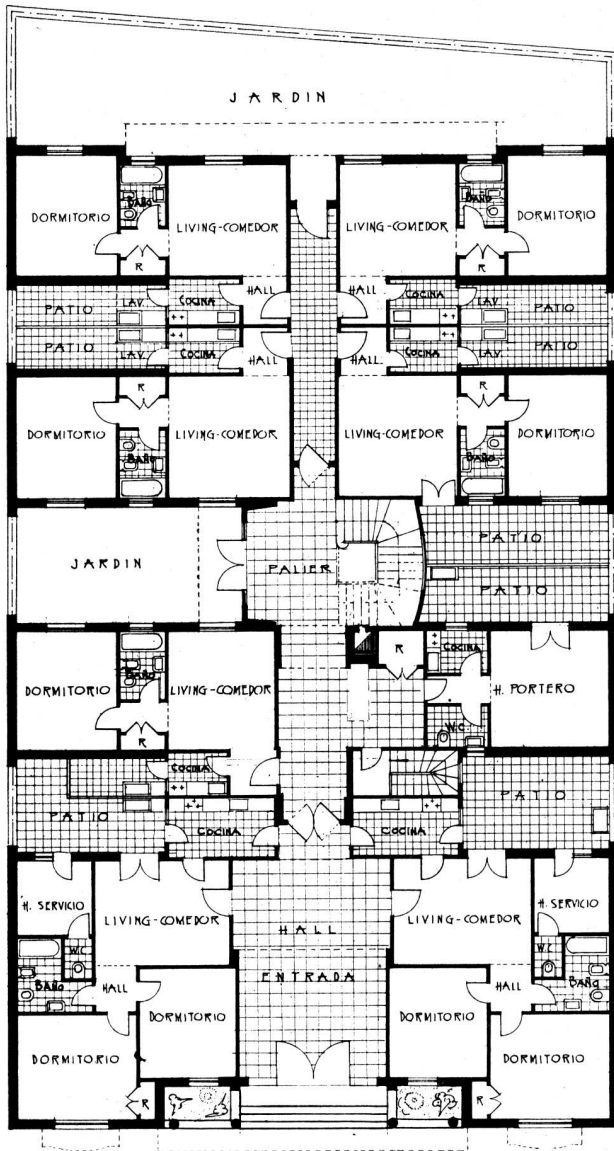 JARDIN
DORMITORIO
BAÑO
LIVING-COMEDOR
LIVING-COMEDOR
BAÑO
DORMITORIO
R
R
HALL
HALL
PATIO
LAV.
COCINA
COCINA
LAV
PATIO
PATIO
LAV.
COCINA
HALL
HALL
COCINA
LAV
PATIO
R
R
DORMITORIO
BAÑO
LIVING-COMEDOR
LIVING-COMEDOR
BAÑO
DORMITORIO
JARDIN
PALIER
PATIO
PATIO
DORMITORIO
BAÑO
LIVING-COMEDOR
R
COCINA
H. PORTERO
R
W.C.
COCINA
PATIO
COCINA
COCINA
PATIO
H. SERVICIO
LIVING-COMEDOR
HALL
LIVING-COMEDOR
H. SERVICIO
W.C.
W.C.
BAÑO
HALL
ENTRADA
HALL
BAÑO
DORMITORIO
DORMITORIO
DORMITORIO
DORMITORIO
R
R